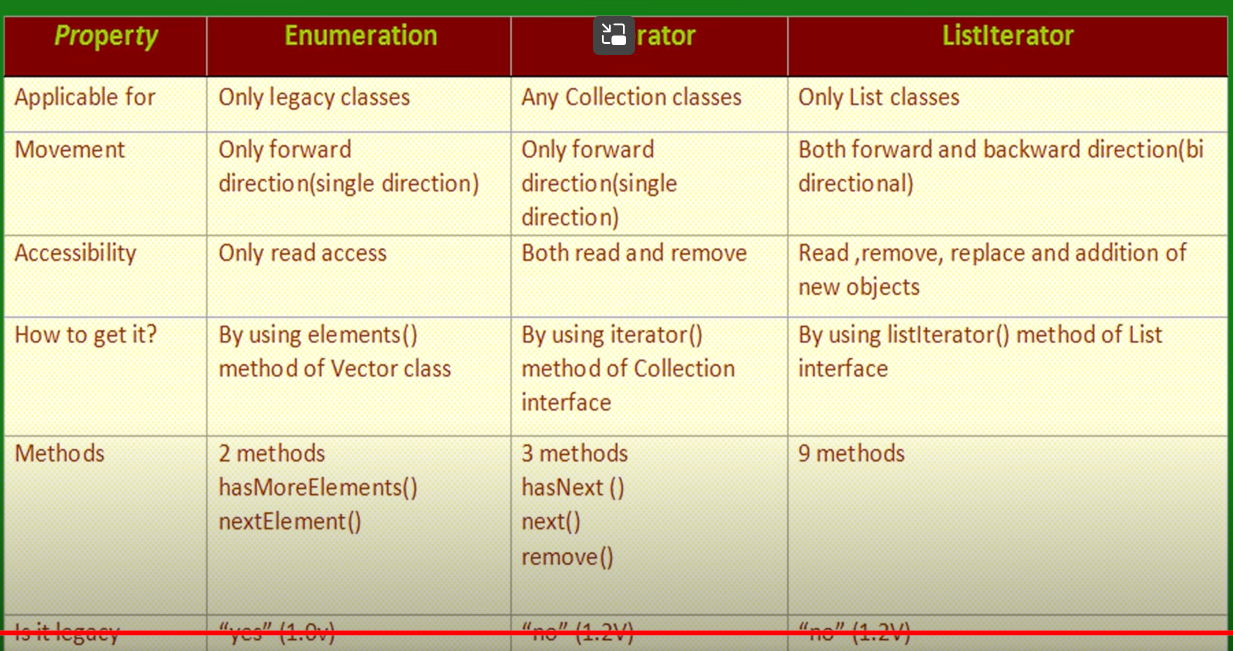 Property Enumeration rator ListIterator
Applicable for Only legacy classes Any Collection classes Only List classes
Movement Only forward Only forward Both forward and backward direction(bi
direction(single direction) direction(single directional)
direction)
Accessibility Only read access Both read and remove Read ,remove, replace and addition of
new objects
How to get it? By using elements() By using iterator() By using listIterator() method of List
method of Vector class method of Collection interface
interface
Methods 2 methods 3 methods 9 methods
hasMoreElements() hasNext ()
nextElement() next()
remove()
Is it legacy “yes” (1.0v) “no” (1.2V) “no” (1.2V)